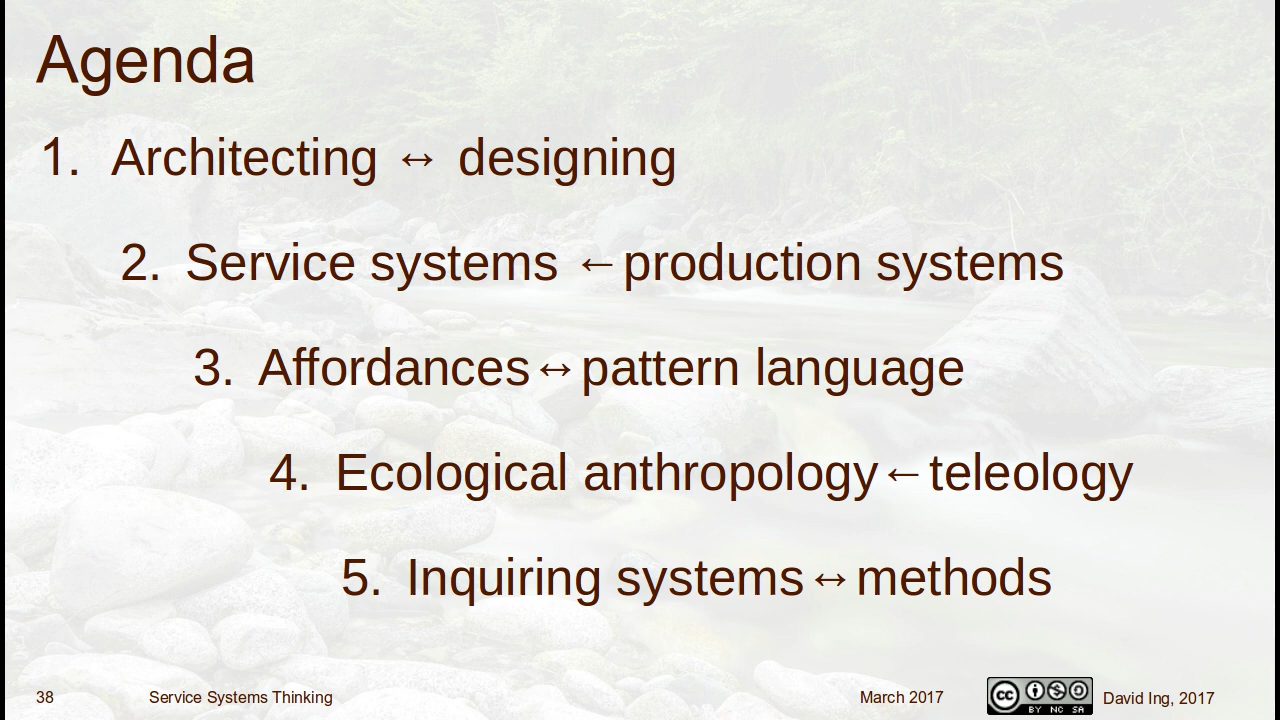 Agenda
1. Architecting ↔ designing
2. Service systems ←production systems
3. Affordances↔pattern language
4. Ecological anthropology←teleology
5. Inquiring systems↔methods
38 Service Systems Thinking March 2017 cc BY NC SA David Ing, 2017